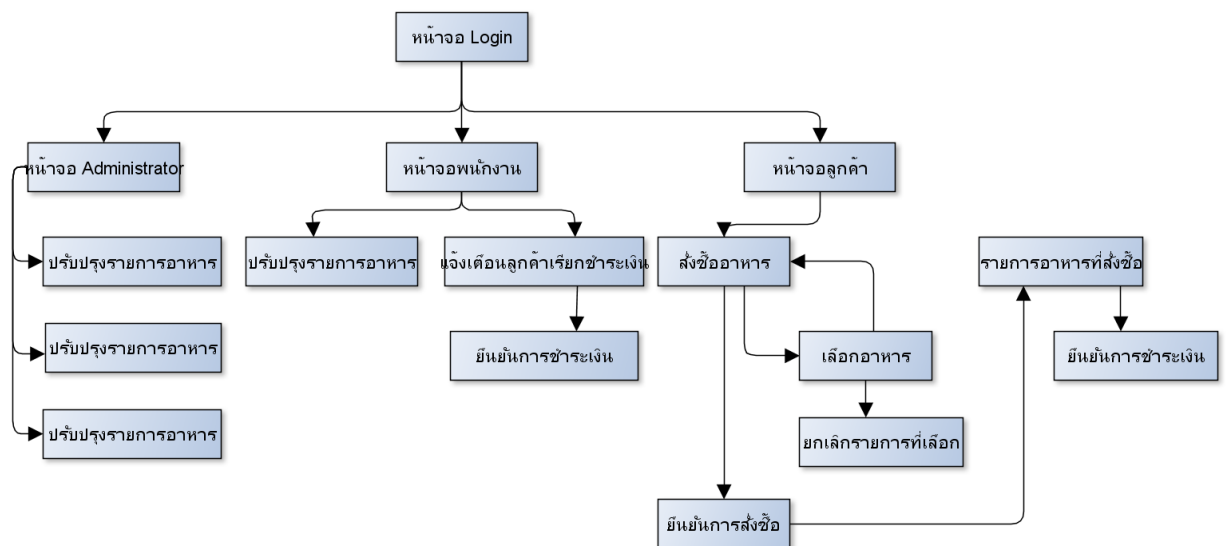 หน้าจอ Login
หน้าจอ Administrator
หน้าจอพนักงาน
หน้าจอลูกค้า
ปรับปรุงรายการอาหาร
ปรับปรุงรายการอาหาร
แจ้งเตือนลูกค้าเรียกชำระเงิน
สั่งซื้ออาหาร
รายการอาหารที่สั่งซื้อ
ปรับปรุงรายการอาหาร
ยืนยันการชำระเงิน
เลือกอาหาร
ยืนยันการชำระเงิน
ปรับปรุงรายการอาหาร
ยกเลิกรายการที่เลือก
ยืนยันการสั่งซื้อ